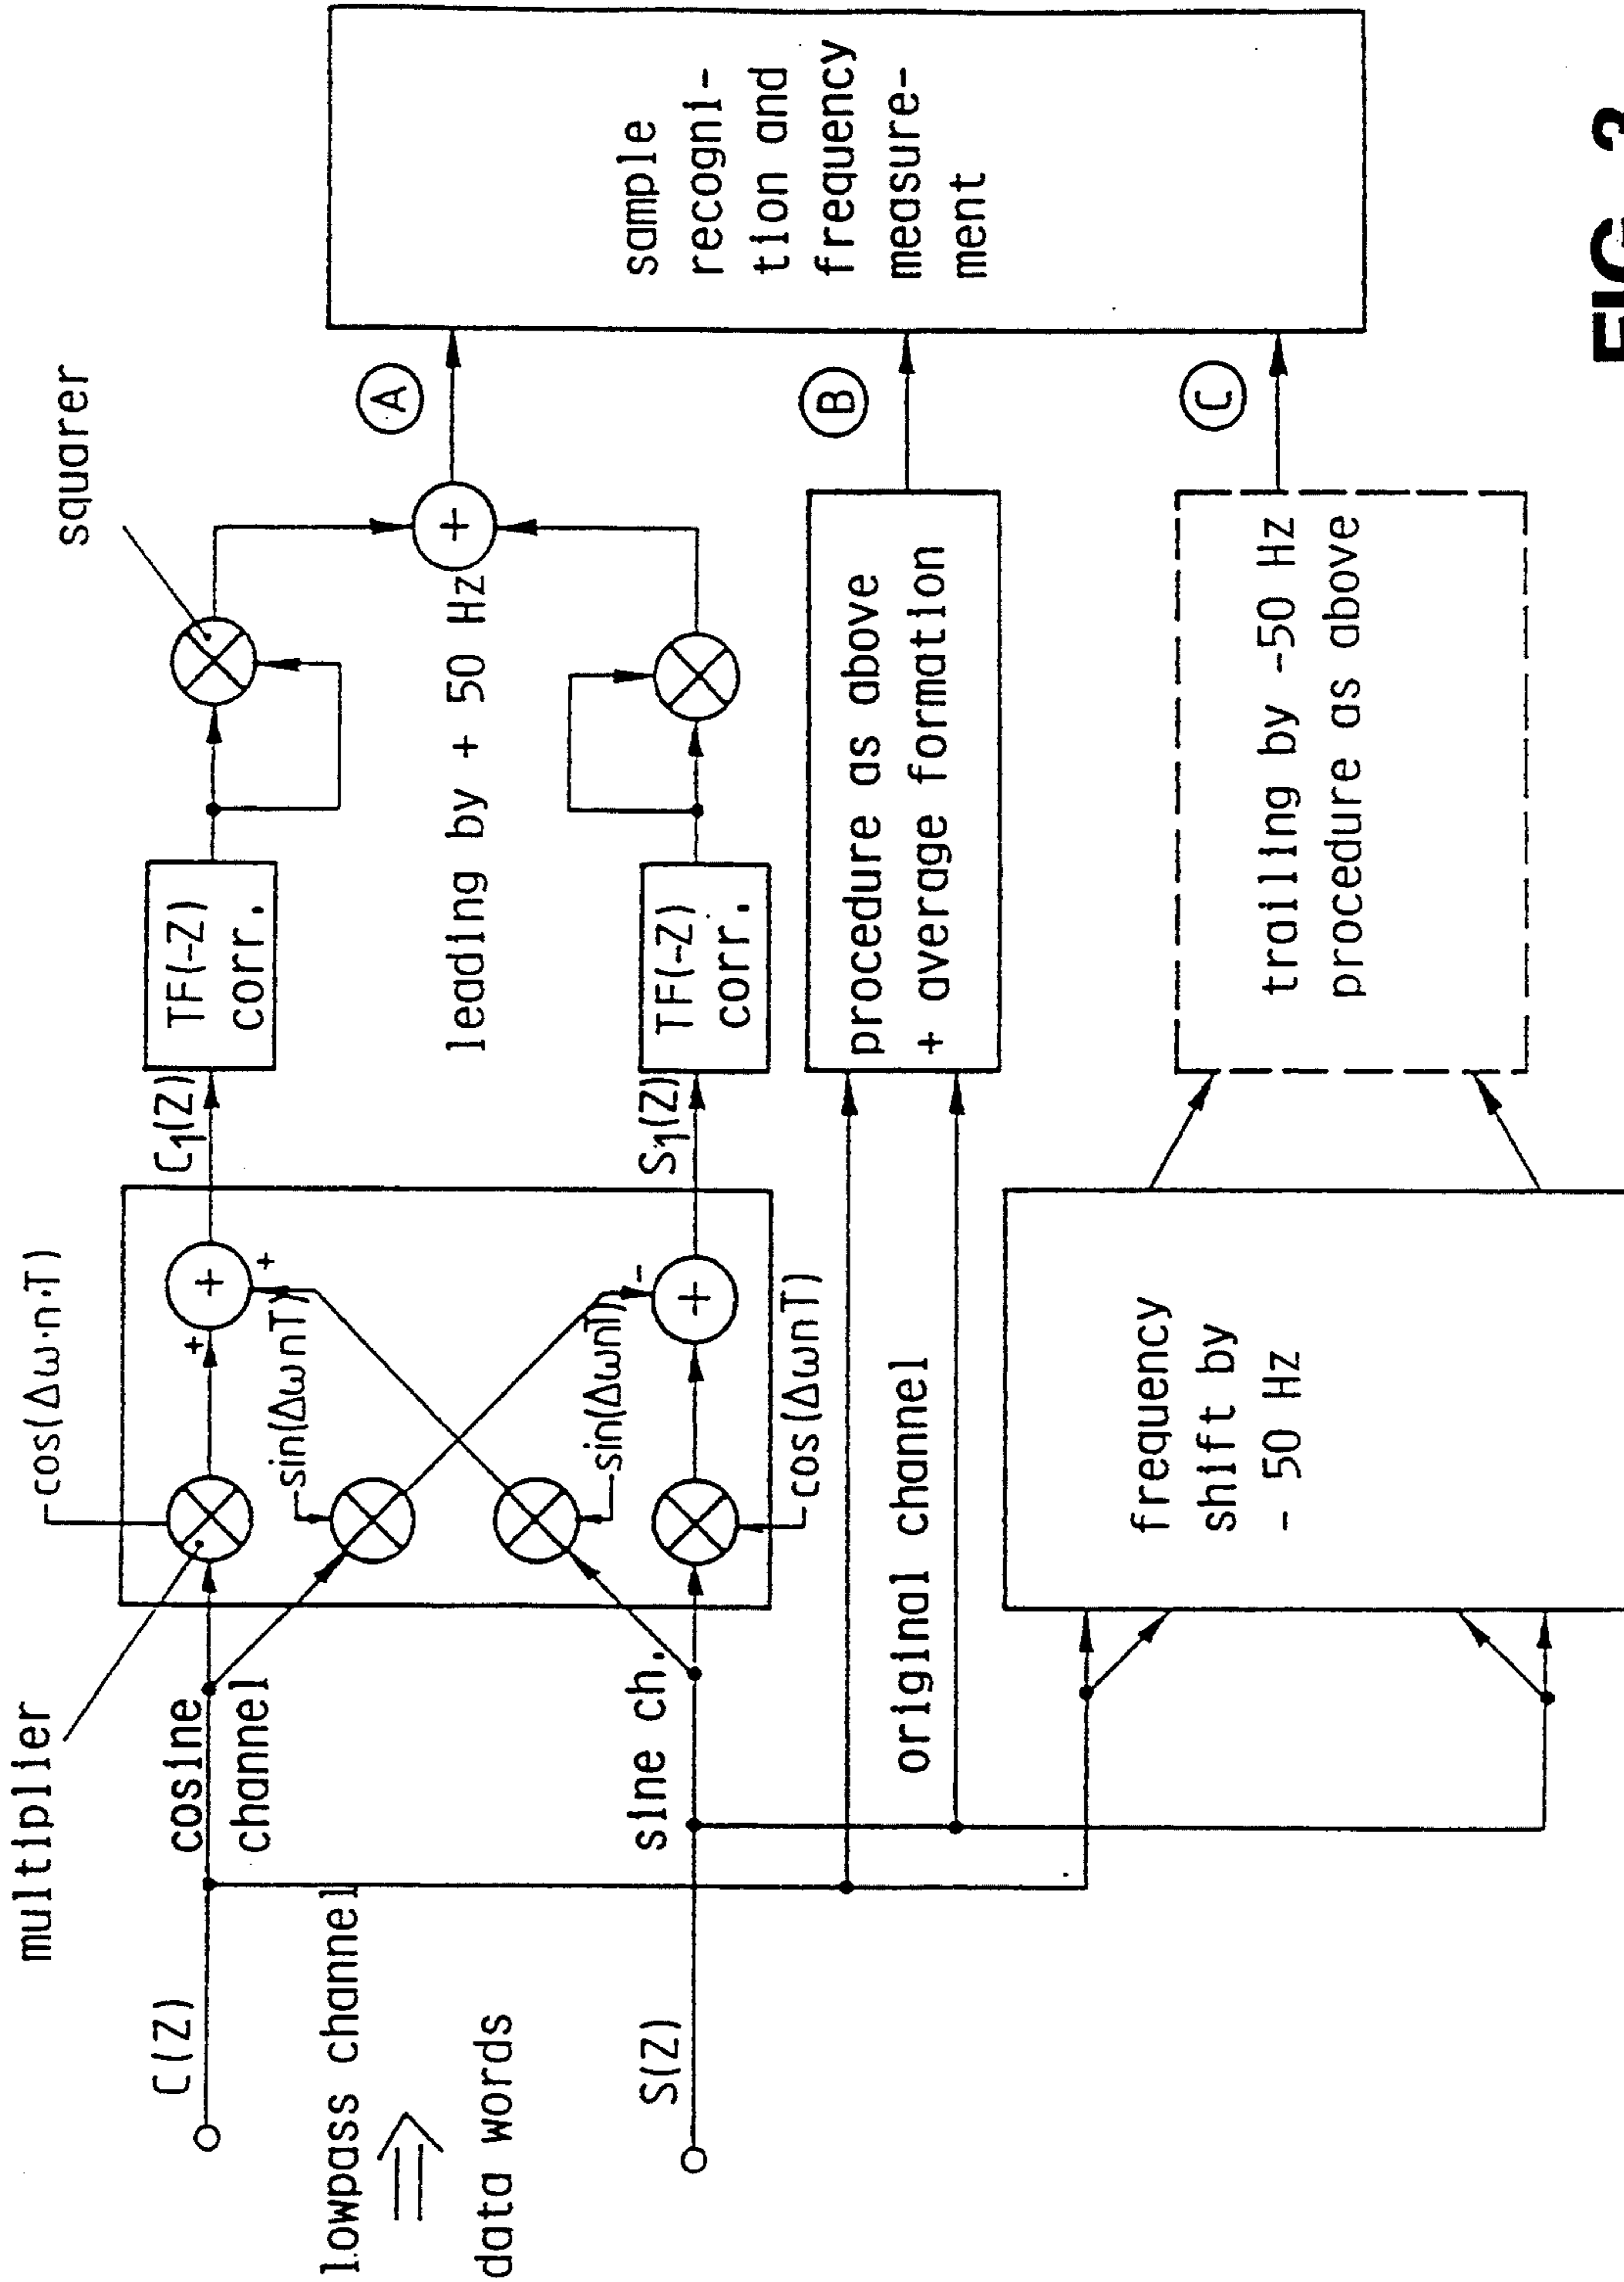 multiplier
C(Z)
lowpass channel
data words
S(Z)
cosine
channel
sine ch.
cos(Δω·n·T)
+
+
+
sin(ΔωnT)
sin(ΔωnT)
-
+
cos(ΔωnT)
C₁(Z)
S₁(Z)
TF(-Z)
corr.
TF(-Z)
corr.
leading by + 50 Hz
squarer
+
A
original channel
procedure as above
+ average formation
B
frequency
shift by
- 50 Hz
trailing by -50 Hz
procedure as above
C
sample
recogni-
tion and
frequency
measure-
ment